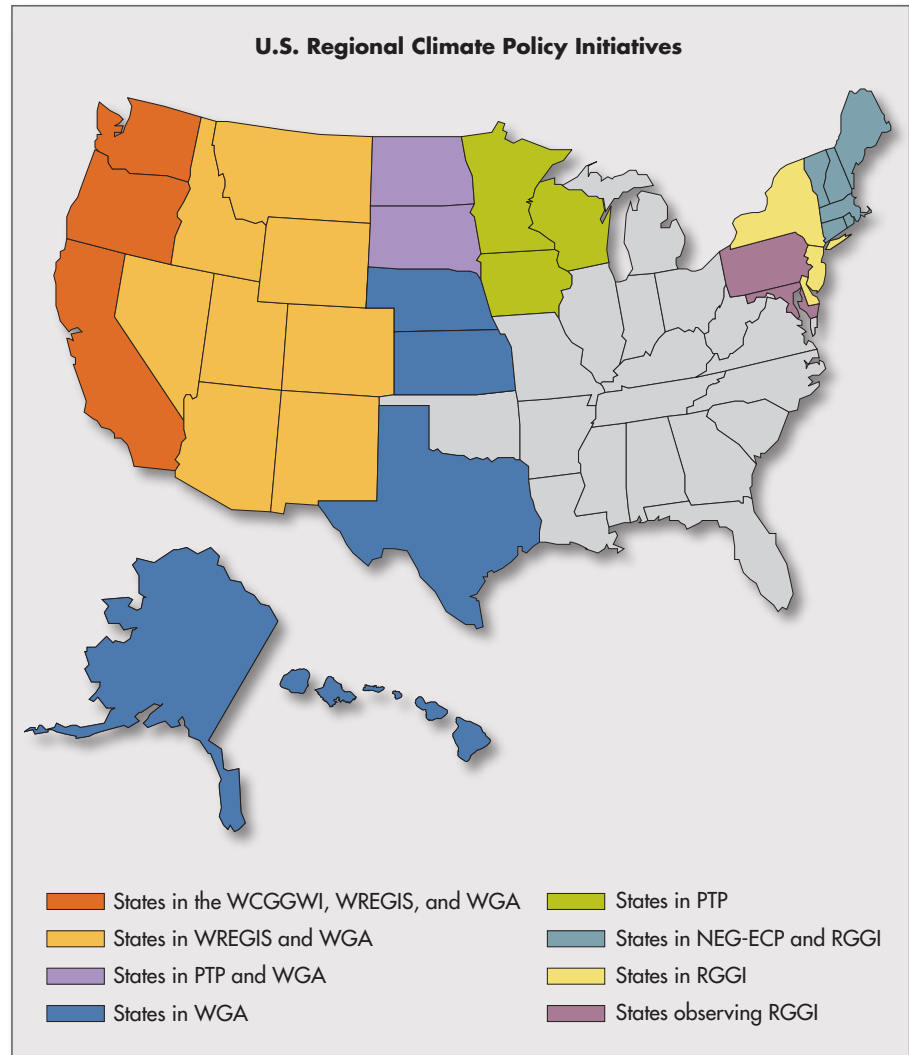 U.S. Regional Climate Policy Initiatives
States in the WCGGWI, WREGIS, and WGA
States in WREGIS and WGA
States in PTP and WGA
States in WGA
States in PTP
States in NEG-ECP and RGGI
States in RGGI
States observing RGGI